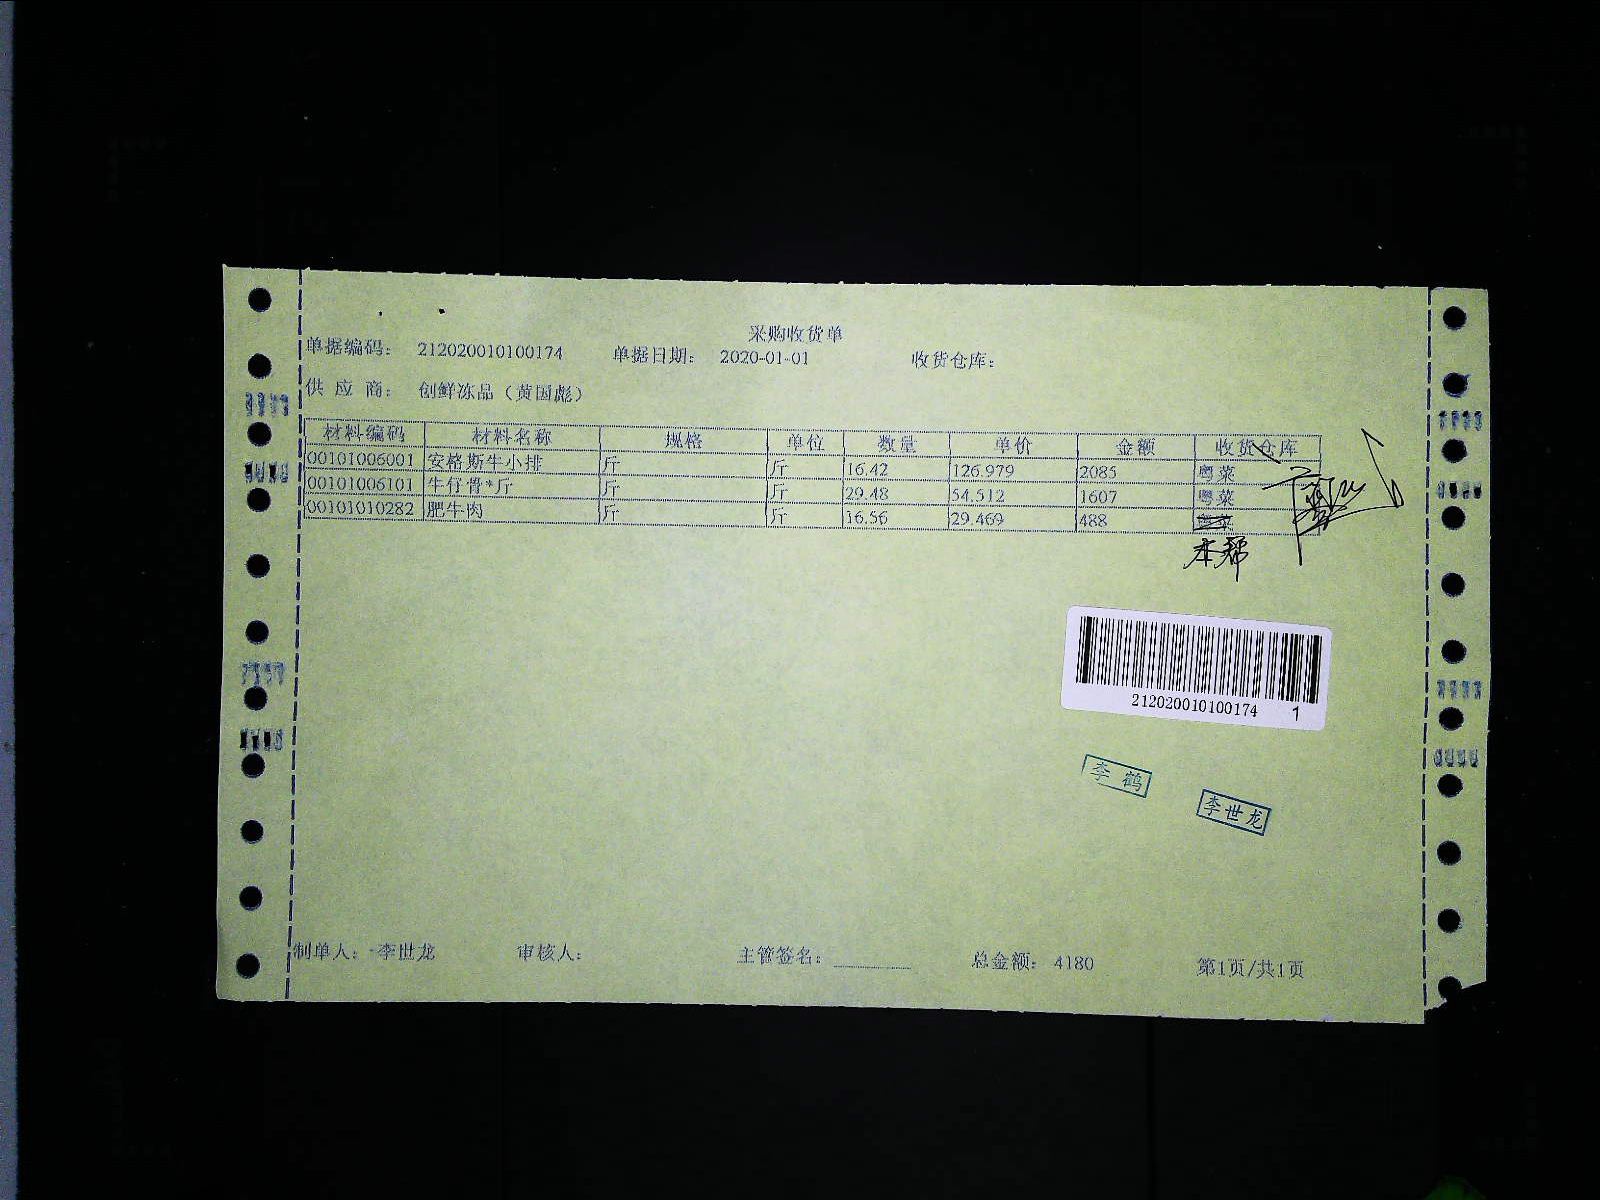 采购收货单
单据编码： 212020010100174 单据日期： 2020-01-01 收货仓库：
供 应 商： 创鲜冻品（黄国彪）
材料编码 材料名称 规格 单位 数量 单价 金额 收货仓库
00101006001 安格斯牛小排 斤 斤 16.42 126.979 2085 粤菜
00101006101 牛仔骨*斤 斤 斤 29.48 54.512 1607 粤菜
00101010282 肥牛肉 斤 斤 16.56 29.469 488 粤菜
本帮
212020010100174 1
李鹤
李世龙
制单人： 李世龙 审核人： 主管签名： 总金额： 4180 第1页/共1页